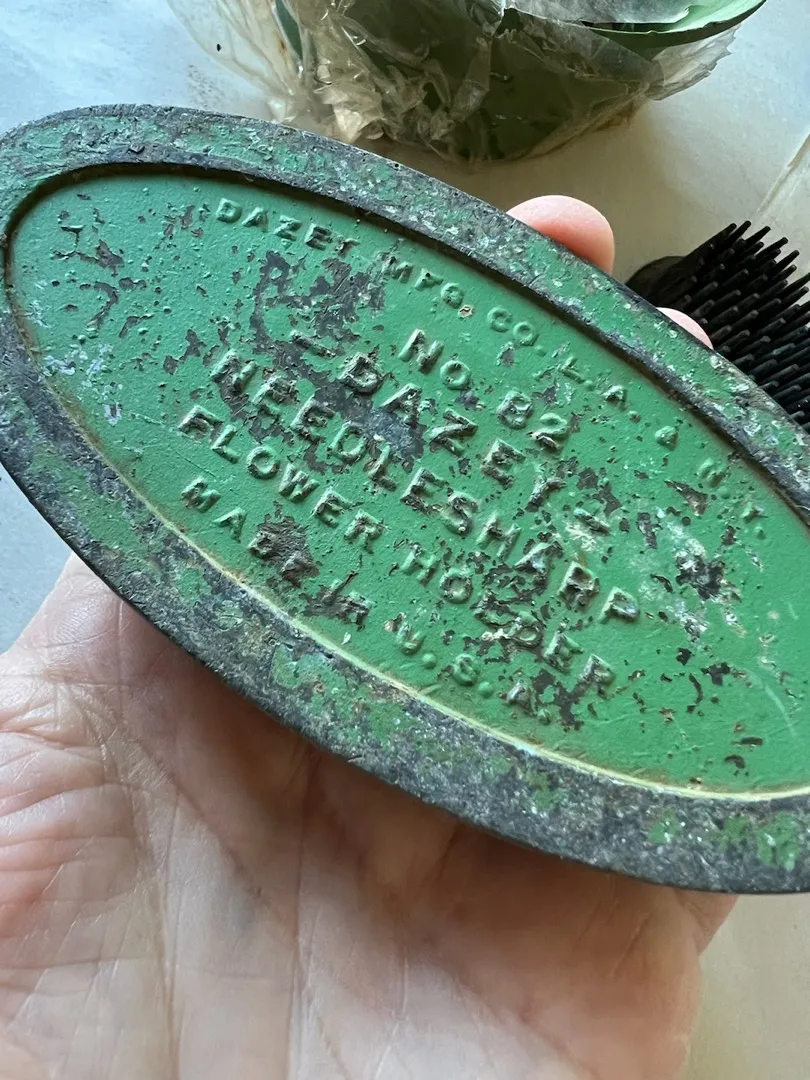 DAZEY MFG. CO. L.A. & N.Y.
NO. 82
—DAZEY—
NEEDLESHARP
FLOWER HOLDER
MADE IN U.S.A.